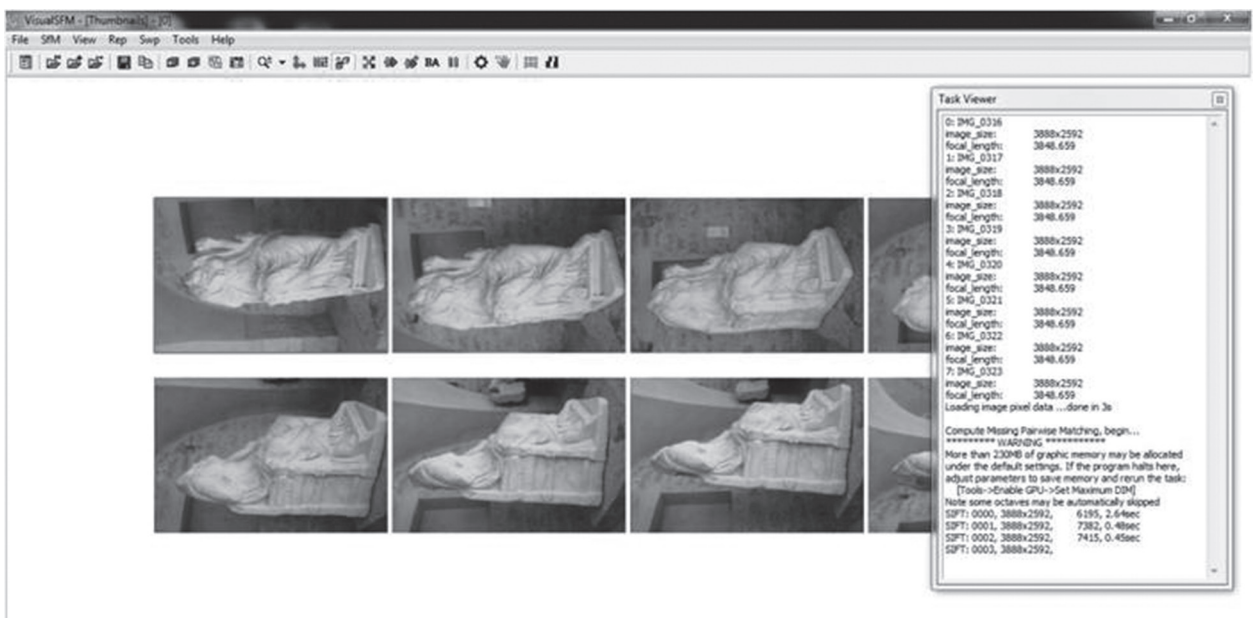 VisualSFM - [Thumbnails] - [0]
File SfM View Rep Swp Tools Help
BA
Task Viewer
0: IMG_0316
image_size: 3888x2592
focal_length: 3848.659
1: IMG_0317
image_size: 3888x2592
focal_length: 3848.659
2: IMG_0318
image_size: 3888x2592
focal_length: 3848.659
3: IMG_0319
image_size: 3888x2592
focal_length: 3848.659
4: IMG_0320
image_size: 3888x2592
focal_length: 3848.659
5: IMG_0321
image_size: 3888x2592
focal_length: 3848.659
6: IMG_0322
image_size: 3888x2592
focal_length: 3848.659
7: IMG_0323
image_size: 3888x2592
focal_length: 3848.659
Loading image pixel data ...done in 3s
Compute Missing Pairwise Matching, begin...
********* WARNING ***********
More than 230MB of graphic memory may be allocated
under the default settings. If the program halts here,
adjust parameters to save memory and rerun the task:
[Tools->Enable GPU->Set Maximum DIM]
Note some octaves may be automatically skipped
SIFT: 0000, 3888x2592, 6195, 2.64sec
SIFT: 0001, 3888x2592, 7382, 0.48sec
SIFT: 0002, 3888x2592, 7415, 0.45sec
SIFT: 0003, 3888x2592,